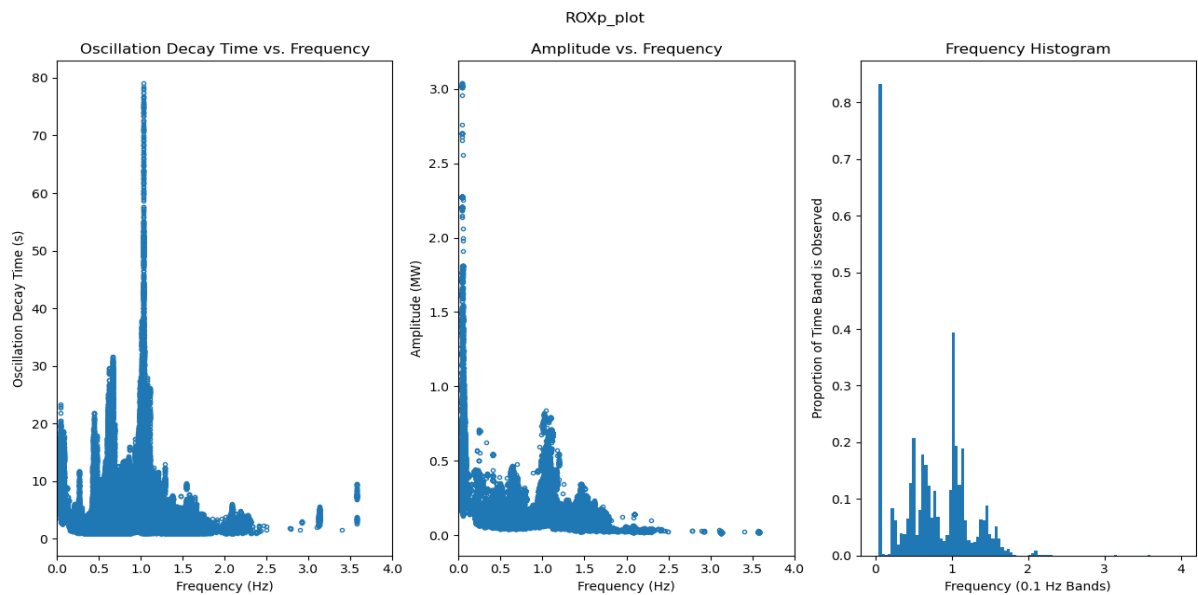 ROXp_plot
Oscillation Decay Time vs. Frequency
Oscillation Decay Time (s)
80
70
60
50
40
30
20
10
0
0.0 0.5 1.0 1.5 2.0 2.5 3.0 3.5 4.0
Frequency (Hz)
Amplitude vs. Frequency
Amplitude (MW)
3.0
2.5
2.0
1.5
1.0
0.5
0.0
0.0 0.5 1.0 1.5 2.0 2.5 3.0 3.5 4.0
Frequency (Hz)
Frequency Histogram
Proportion of Time Band is Observed
0.8
0.7
0.6
0.5
0.4
0.3
0.2
0.1
0.0
0 1 2 3 4
Frequency (0.1 Hz Bands)